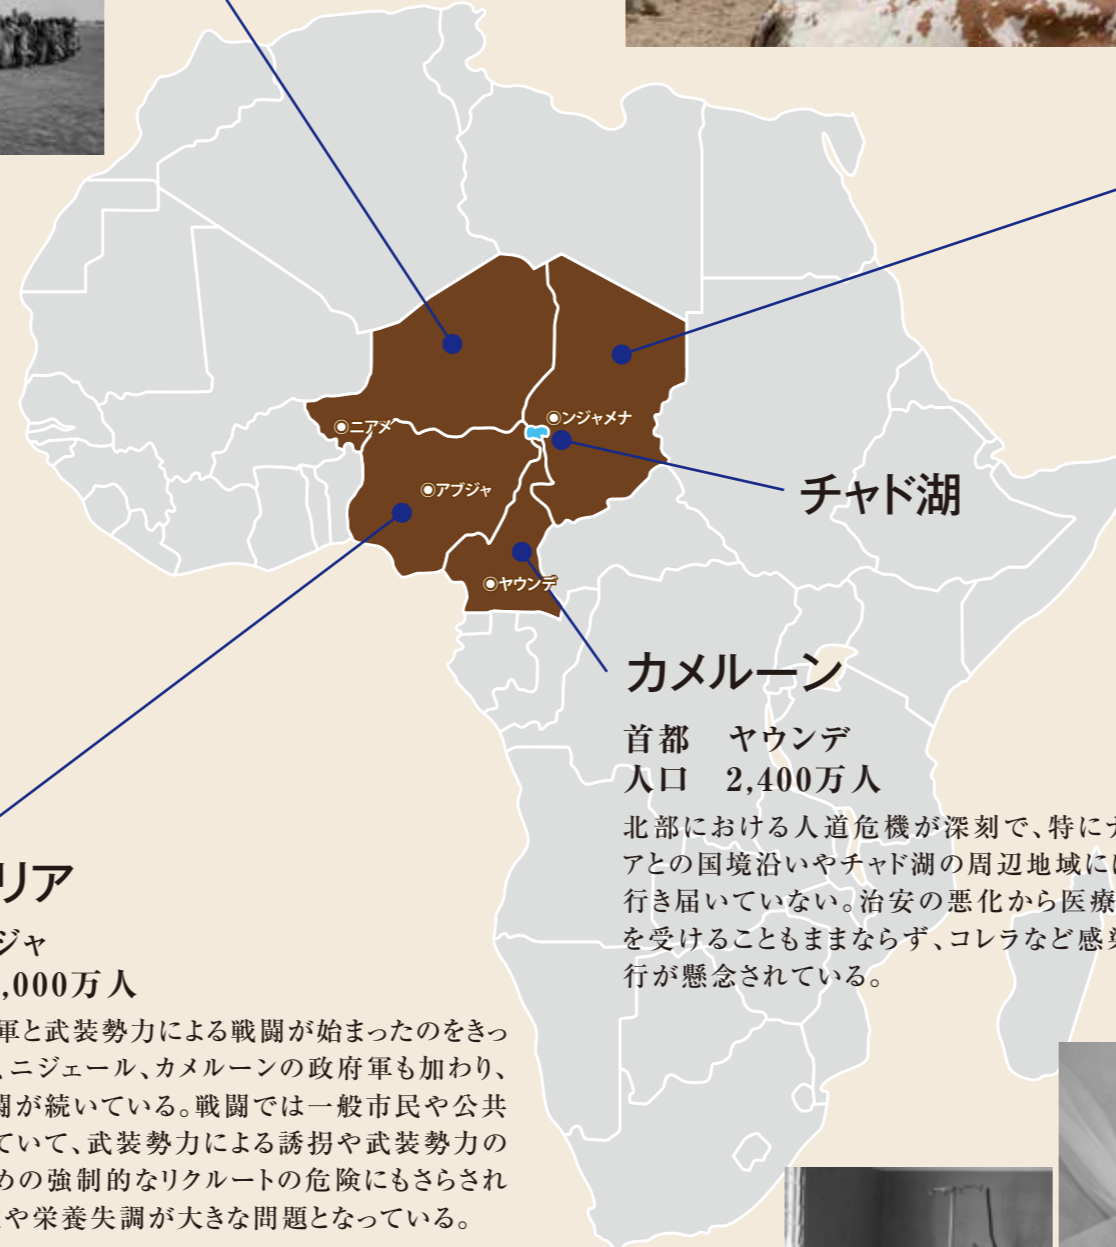 ニアメ
ンジャメナ
アブジャ
ヤウンデ
チャド湖
カメルーン
首都　ヤウンデ
人口　2,400万人
北部における人道危機が深刻で、特にナ
アとの国境沿いやチャド湖の周辺地域には
行き届いていない。治安の悪化から医療
を受けることもままならず、コレラなど感染
行が懸念されている。
リア
ジャ
,000万人
軍と武装勢力による戦闘が始まったのをきっ
、ニジェール、カメルーンの政府軍も加わり、
闘が続いている。戦闘では一般市民や公共
ていて、武装勢力による誘拐や武装勢力の
めの強制的なリクルートの危険にもさらされ
や栄養失調が大きな問題となっている。